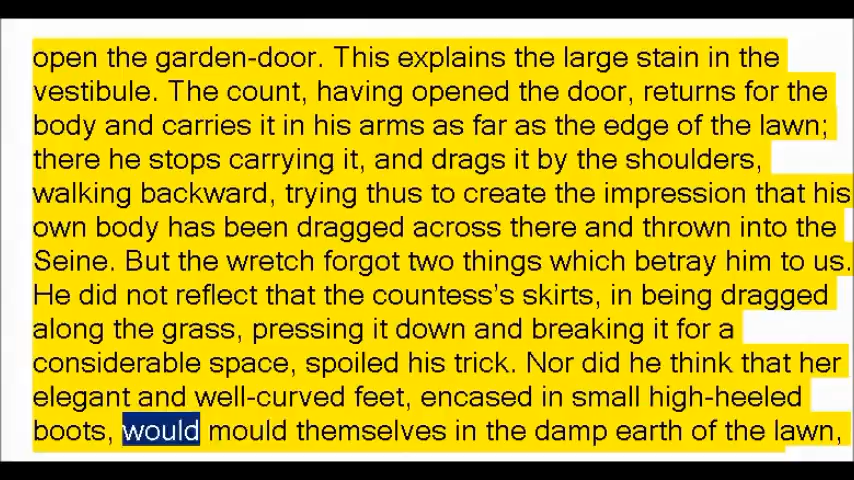 open the garden-door. This explains the large stain in the
vestibule. The count, having opened the door, returns for the
body and carries it in his arms as far as the edge of the lawn;
there he stops carrying it, and drags it by the shoulders,
walking backward, trying thus to create the impression that his
own body has been dragged across there and thrown into the
Seine. But the wretch forgot two things which betray him to us.
He did not reflect that the countess’s skirts, in being dragged
along the grass, pressing it down and breaking it for a
considerable space, spoiled his trick. Nor did he think that her
elegant and well-curved feet, encased in small high-heeled
boots, would mould themselves in the damp earth of the lawn,